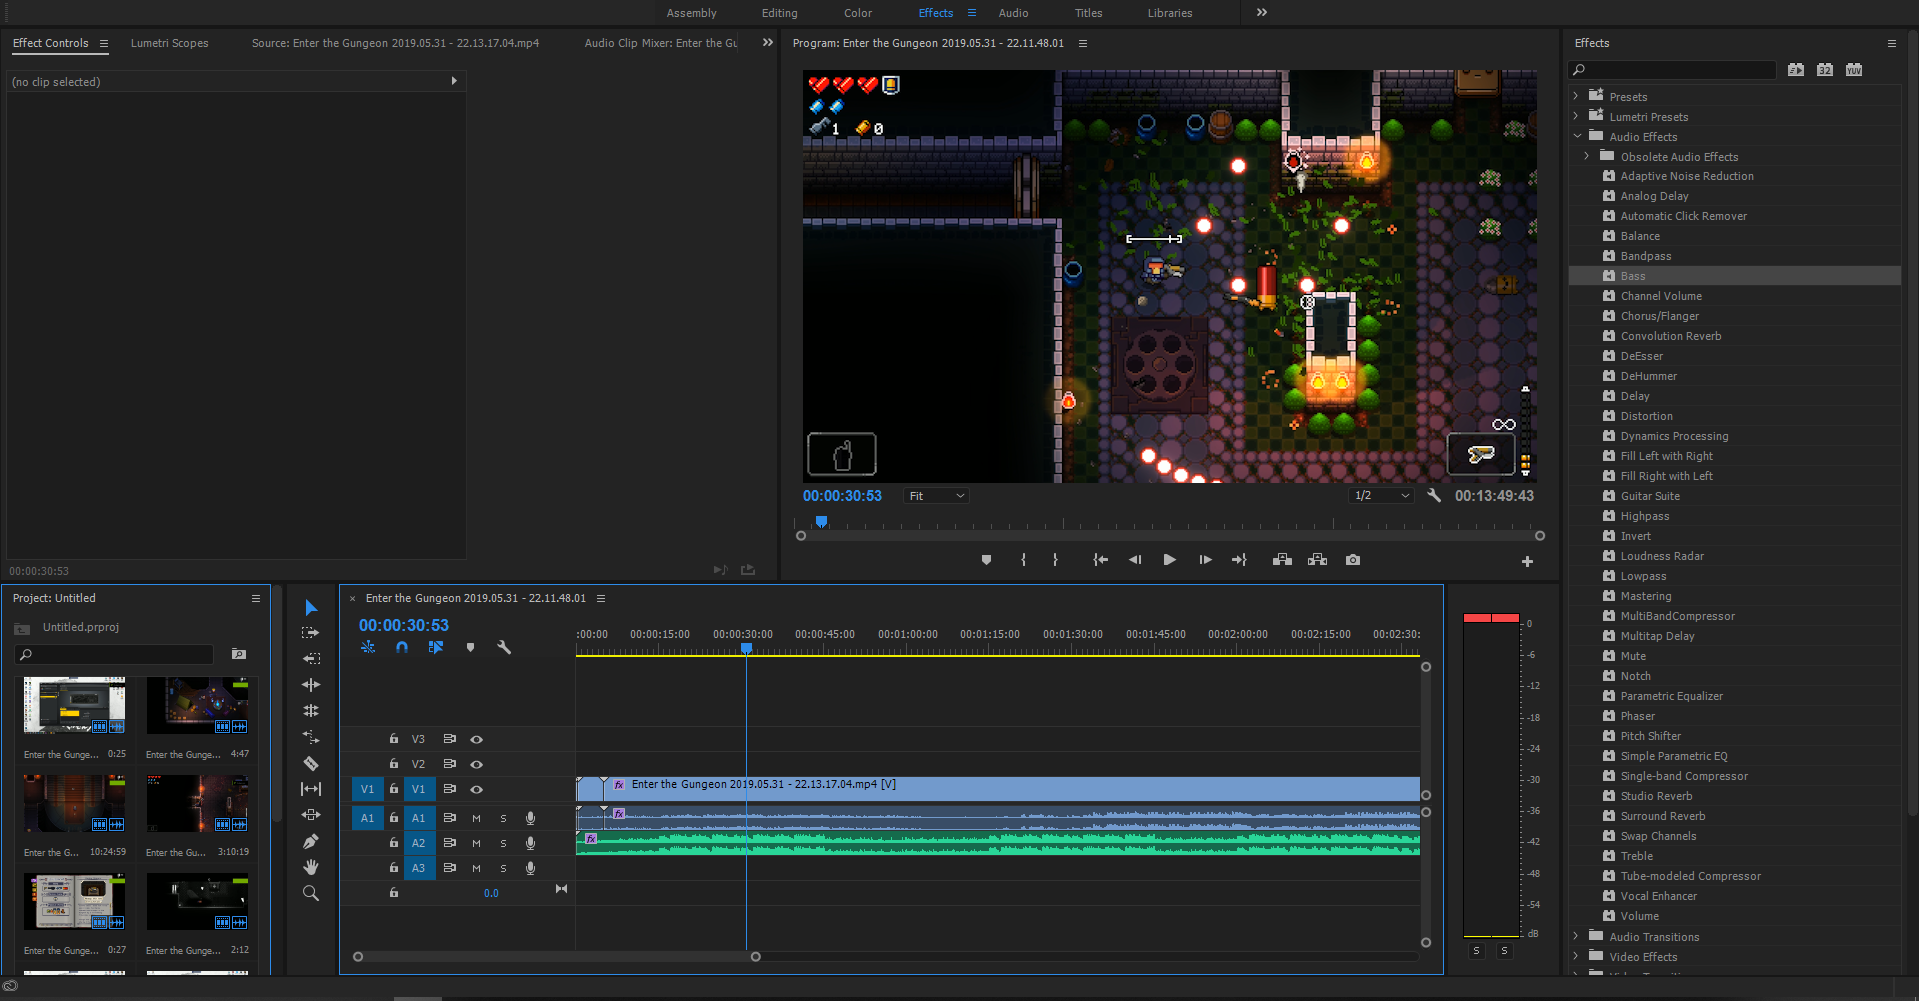 Assembly Editing Color Effects Audio Titles Libraries
Effect Controls Lumetri Scopes Source: Enter the Gungeon 2019.05.31 - 22.13.17.04.mp4 Audio Clip Mixer: Enter the Gu
Program: Enter the Gungeon 2019.05.31 - 22.11.48.01
Effects
(no clip selected)
1 0
00:00:30:53 Fit 1/2 00:13:49:43
00:00:30:53
32 YUV
Presets
Lumetri Presets
Audio Effects
Obsolete Audio Effects
Adaptive Noise Reduction
Analog Delay
Automatic Click Remover
Balance
Bandpass
Bass
Channel Volume
Chorus/Flanger
Convolution Reverb
DeEsser
DeHummer
Delay
Distortion
Dynamics Processing
Fill Left with Right
Fill Right with Left
Guitar Suite
Highpass
Invert
Loudness Radar
Lowpass
Mastering
MultiBandCompressor
Multitap Delay
Mute
Notch
Parametric Equalizer
Phaser
Pitch Shifter
Simple Parametric EQ
Single-band Compressor
Studio Reverb
Surround Reverb
Swap Channels
Treble
Tube-modeled Compressor
Vocal Enhancer
Volume
Audio Transitions
Video Effects
Project: Untitled
Untitled.prproj
Enter the Gunge... 0:25
Enter the Gunge... 4:47
Enter the G... 10:24:59
Enter the Gu... 3:10:19
Enter the Gunge... 0:27
Enter the Gunge... 2:12
× Enter the Gungeon 2019.05.31 - 22.11.48.01
00:00:30:53
:00:00 00:00:15:00 00:00:30:00 00:00:45:00 00:01:00:00 00:01:15:00 00:01:30:00 00:01:45:00 00:02:00:00 00:02:15:00 00:02:30:
V3
V2
V1 V1 fx Enter the Gungeon 2019.05.31 - 22.13.17.04.mp4 [V]
A1 A1 M S fx
A2 M S fx
A3 M S
0.0
0
-6
-12
-18
-24
-30
-36
-42
-48
-54
dB
S S